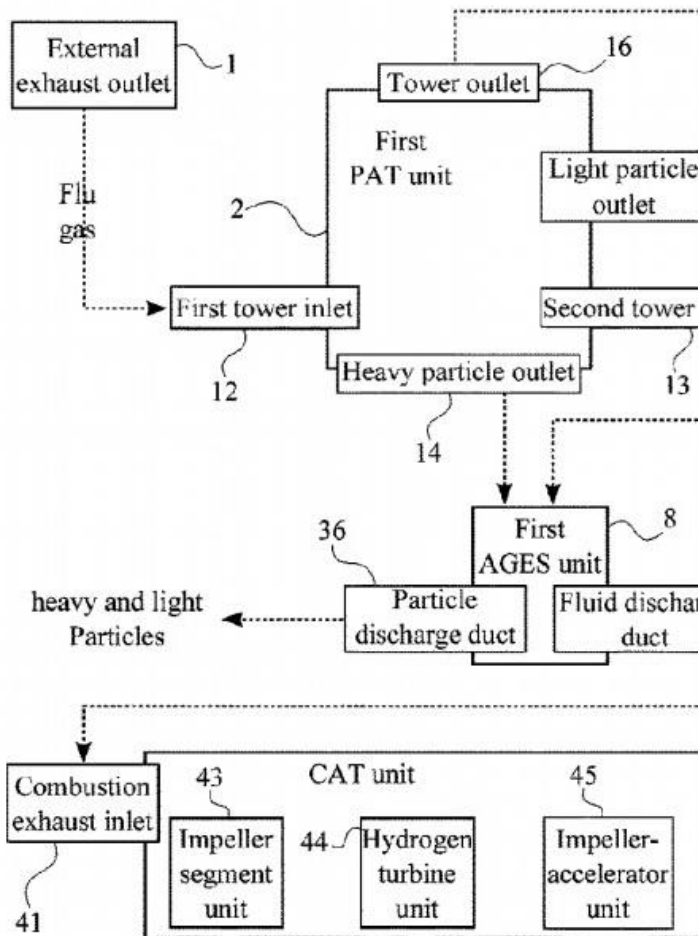 External
exhaust outlet
1
Tower outlet
16
First
PAT unit
Light particle
outlet
Flu
gas
2
First tower inlet
12
Second tower
13
Heavy particle outlet
14
First
AGES unit
8
36
Particle
discharge duct
Fluid dischar
duct
heavy and light
Particles
CAT unit
Combustion
exhaust inlet
41
43
Impeller
segment
unit
44
Hydrogen
turbine
unit
45
Impeller-
accelerator
unit